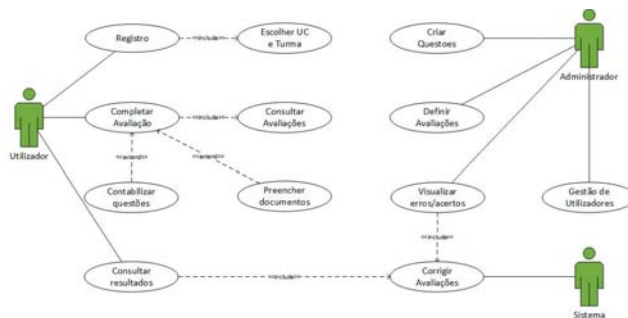 Registro
<<include>>
Escolher UC
e Turma
Criar
Questoes
Administrador
Completar
Avaliação
<<include>>
Consultar
Avaliações
Definir
Avaliações
Utilizador
<<extend>>
<<extend>>
Contabilizar
questões
Preencher
documentos
Visualizar
erros/acertos
Gestão de
Utilizadores
<<include>>
Consultar
resultados
<<include>>
Corrigir
Avaliações
Sistema